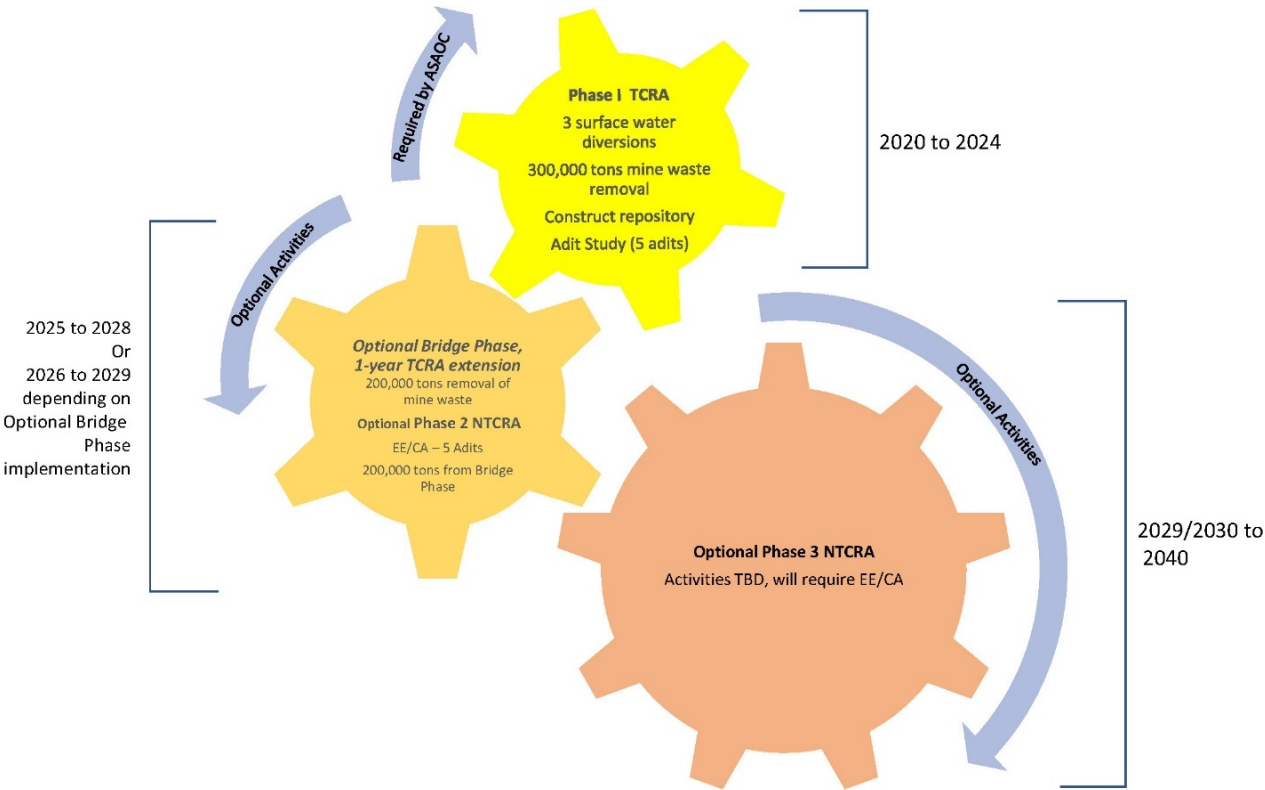 Required by ASAOC
Phase I TCRA
3 surface water
diversions
300,000 tons mine waste
removal
Construct repository
Adit Study (5 adits)
2020 to 2024
Optional Activities
2025 to 2028
Or
2026 to 2029
depending on
Optional Bridge
Phase
implementation
Optional Bridge Phase,
1-year TCRA extension
200,000 tons removal of
mine waste
Optional Phase 2 NTCRA
EE/CA – 5 Adits
200,000 tons from Bridge
Phase
Optional Activities
Optional Phase 3 NTCRA
Activities TBD, will require EE/CA
2029/2030 to
2040